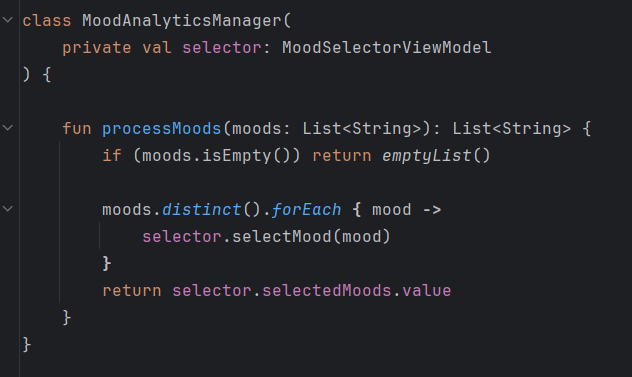 class MoodAnalyticsManager(
    private val selector: MoodSelectorViewModel
) {

    fun processMoods(moods: List<String>): List<String> {
        if (moods.isEmpty()) return emptyList()

        moods.distinct().forEach { mood ->
            selector.selectMood(mood)
        }
        return selector.selectedMoods.value
    }
}